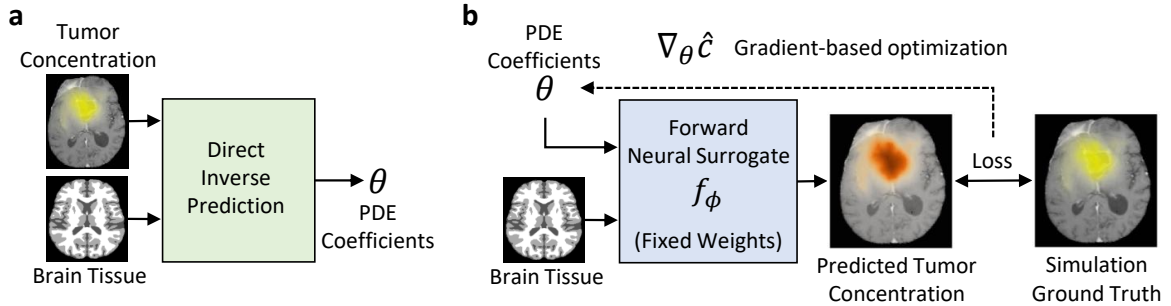 a
Tumor
Concentration
Direct
Inverse
Prediction
θ
PDE
Coefficients
Brain Tissue
b
PDE
Coefficients
θ
∇θ ĉ Gradient-based optimization
Forward
Neural Surrogate
fϕ
(Fixed Weights)
Brain Tissue
Loss
Predicted Tumor
Concentration
Simulation
Ground Truth